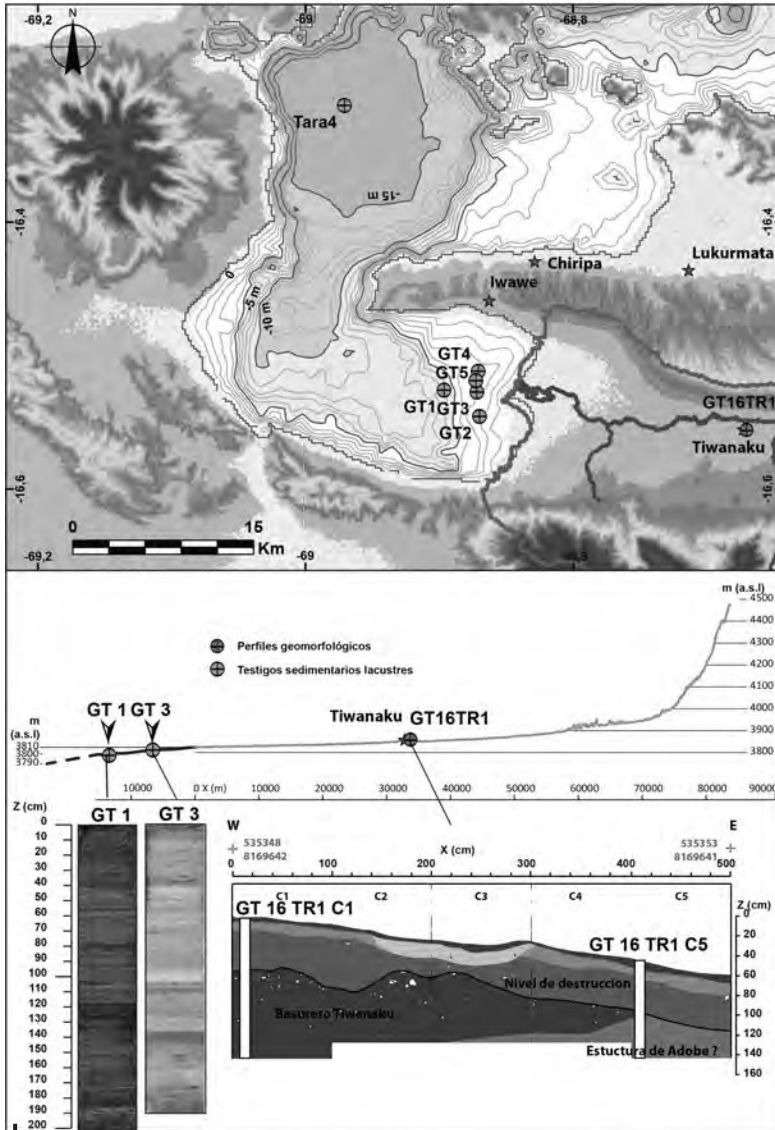 -69,2
-69
-68,8
N
Tara4
-15 m
-16,4
-16,4
Chiripa
Lukurmata
Iwawe
0
-5 m
-10 m
GT4
GT5
GT1 GT3
GT2
GT16TR1
Tiwanaku
-16,6
-16,6
0 15
Km
-69,2
-69
m (a.s.l)
4500
4400
4300
4200
4100
4000
3900
3800
Perfiles geomorfológicos
Testigos sedimentarios lacustres
GT 1 GT 3
Tiwanaku GT16TR1
m
(a.s.l)
3810
3800
3790
10000 0 X (m) 10000 20000 30000 40000 50000 60000 70000 80000 90000
Z (cm)
GT 1 GT 3
0
10
20
30
40
50
60
70
80
90
100
110
120
130
140
150
160
170
180
190
200
W E
535348
8169642
X (cm)
535353
8169641
0 100 200 300 400 500
C1 C2 C3 C4 C5
Z (cm)
GT 16 TR1 C1
GT 16 TR1 C5
0
20
40
60
80
100
120
140
160
Nivel de destruccion
Basurero Tiwanaku
Estuctura de Adobe ?